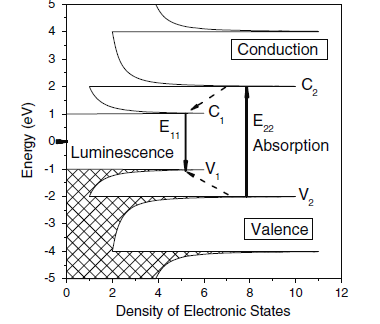 5
4
Conduction
3
2
C2
1
C1
E11
E22
Energy (eV)
0
Absorption
Luminescence
-1
V1
-2
V2
-3
Valence
-4
-5
0 2 4 6 8 10 12
Density of Electronic States